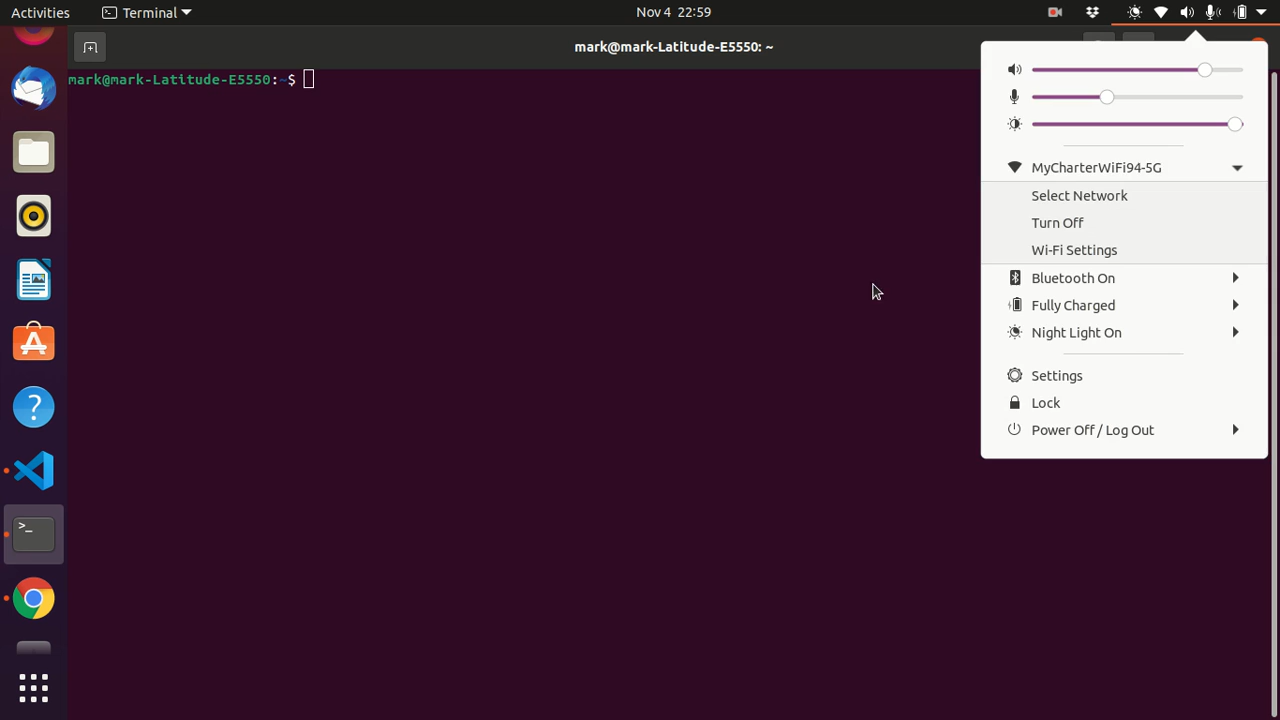 Activities
Terminal
Nov 4 22:59
mark@mark-Latitude-E5550: ~
mark@mark-Latitude-E5550:~$
MyCharterWiFi94-5G
Select Network
Turn Off
Wi-Fi Settings
Bluetooth On
Fully Charged
Night Light On
Settings
Lock
Power Off / Log Out